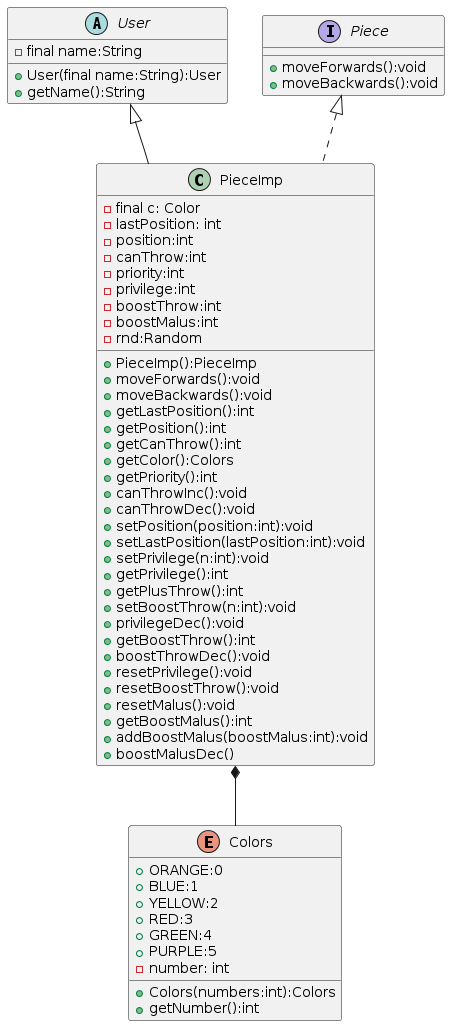 A User
final name:String
User(final name:String):User
getName():String
I Piece
moveForwards():void
moveBackwards():void
C PieceImp
final c: Color
lastPosition: int
position:int
canThrow:int
priority:int
privilege:int
boostThrow:int
boostMalus:int
rnd:Random
PieceImp():PieceImp
moveForwards():void
moveBackwards():void
getLastPosition():int
getPosition():int
getCanThrow():int
getColor():Colors
getPriority():int
canThrowInc():void
canThrowDec():void
setPosition(position:int):void
setLastPosition(lastPosition:int):void
setPrivilege(n:int):void
getPrivilege():int
getPlusThrow():int
setBoostThrow(n:int):void
privilegeDec():void
getBoostThrow():int
boostThrowDec():void
resetPrivilege():void
resetBoostThrow():void
resetMalus():void
getBoostMalus():int
addBoostMalus(boostMalus:int):void
boostMalusDec()
E Colors
ORANGE:0
BLUE:1
YELLOW:2
RED:3
GREEN:4
PURPLE:5
number: int
Colors(numbers:int):Colors
getNumber():int